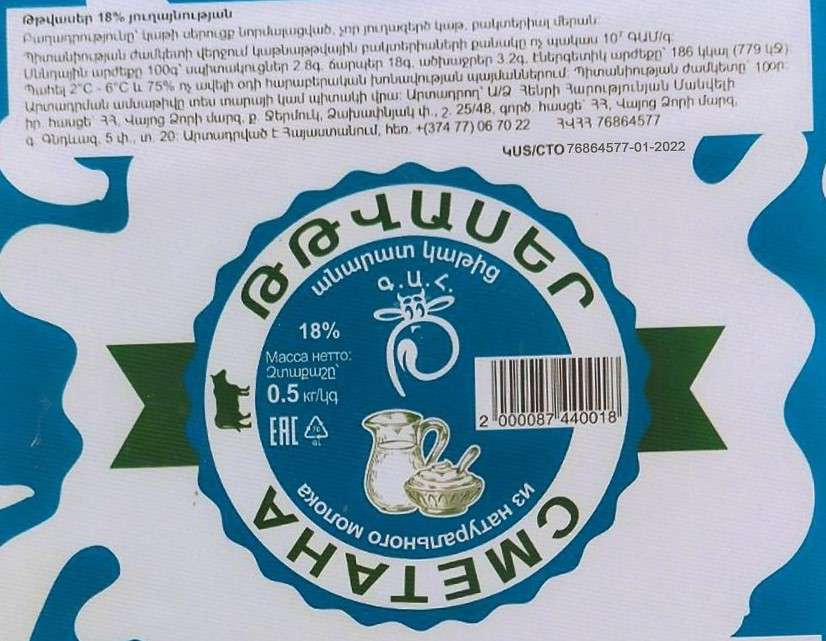 Թթվասեր 18% յուղայնության
Բաղադրությունը՝ կաթի սերուցք նորմալացված, չոր յուղազերծ կաթ, բակտերիալ մերան:
Պիտանիության ժամկետի վերջում կաթնաթթվային բակտերիաների քանակը ոչ պակաս 10⁷ ԳԱՄ/գ:
Սննդային արժեքը 100գ՝ սպիտակուցներ 2.8գ, ճարպեր 18գ, ածխաջրեր 3.2գ, Էներգետիկ արժեքը՝ 186 կկալ (779 կՋ)
Պահել 2°C - 6°C և 75% ոչ ավելի օդի հարաբերական խոնավության պայմաններում: Պիտանիության ժամկետը՝ 10օր:
Արտադրման ամսաթիվը տես տարայի կամ պիտակի վրա: Արտադրող՝ Ա/Ձ Հենրի Հարությունյան Մանվելի
իր. հասցե՝ ՀՀ, Վայոց Ձորի մարզ, ք. Ջերմուկ, Ձախափնյակ փ., շ. 25/48, գործ. հասցե՝ ՀՀ, Վայոց Ձորի մարզ,
գ. Գնդևազ, 5 փ., տ. 20: Արտադրված է Հայաստանում, հեռ. +(374 77) 06 70 22 ՀՎՀՀ 76864577
ԿՍՏ/СТО 76864577-01-2022
ԹԹՎԱՍԵՐ
անարատ կաթից
Գ.Ա.Հ.
18%
Масса нетто:
Զտաքաշը՝
0.5 кг/կգ
EAC
2 000087 440018
из натурального молока
СМЕТАНА